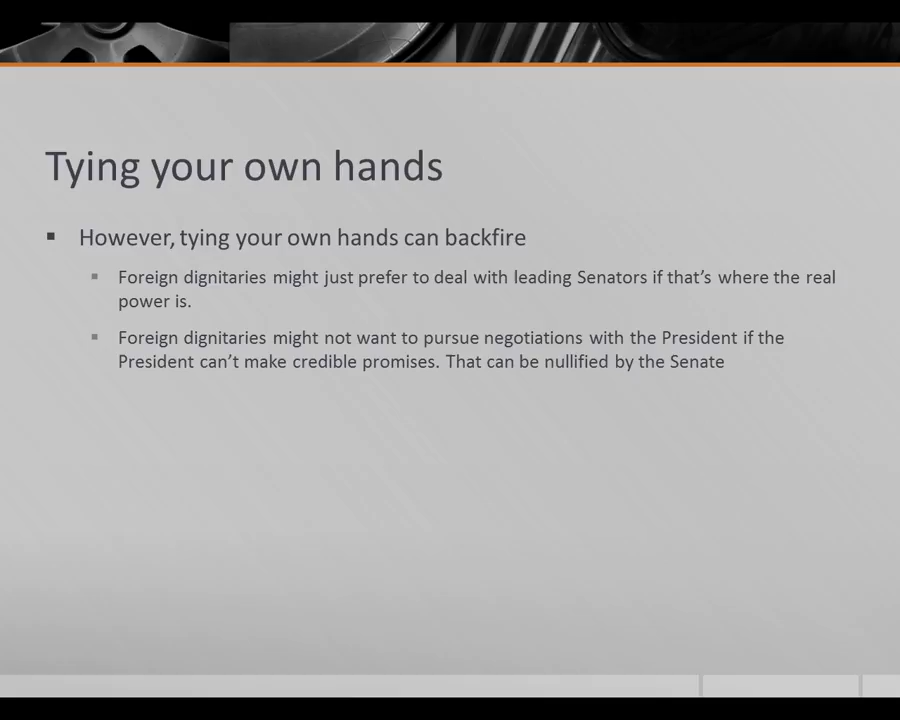 Tying your own hands
However, tying your own hands can backfire
Foreign dignitaries might just prefer to deal with leading Senators if that’s where the real
power is.
Foreign dignitaries might not want to pursue negotiations with the President if the
President can’t make credible promises. That can be nullified by the Senate